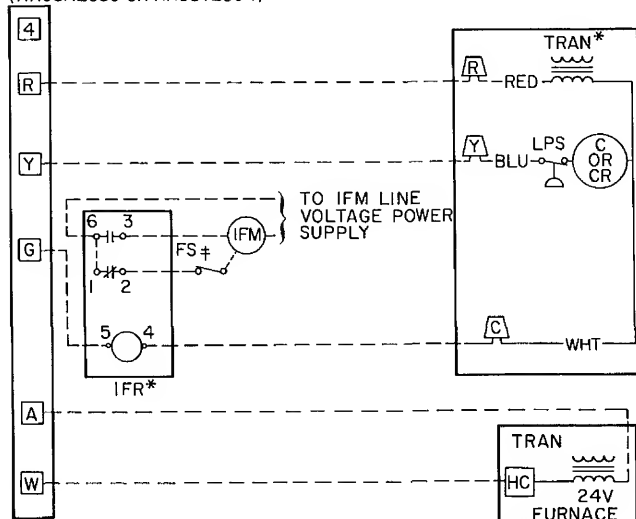 4
TRAN*
R
R
RED
Y
Y
BLU
LPS
C
OR
CR
TO IFM LINE
VOLTAGE POWER
SUPPLY
6 3
IFM
G
FS ‡
1 2
5 4
C
WHT
IFR*
A
TRAN
W
HC
24V
FURNACE